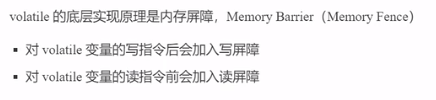 volatile 的底层实现原理是内存屏障，Memory Barrier（Memory Fence）
▪ 对 volatile 变量的写指令后会加入写屏障
▪ 对 volatile 变量的读指令前会加入读屏障